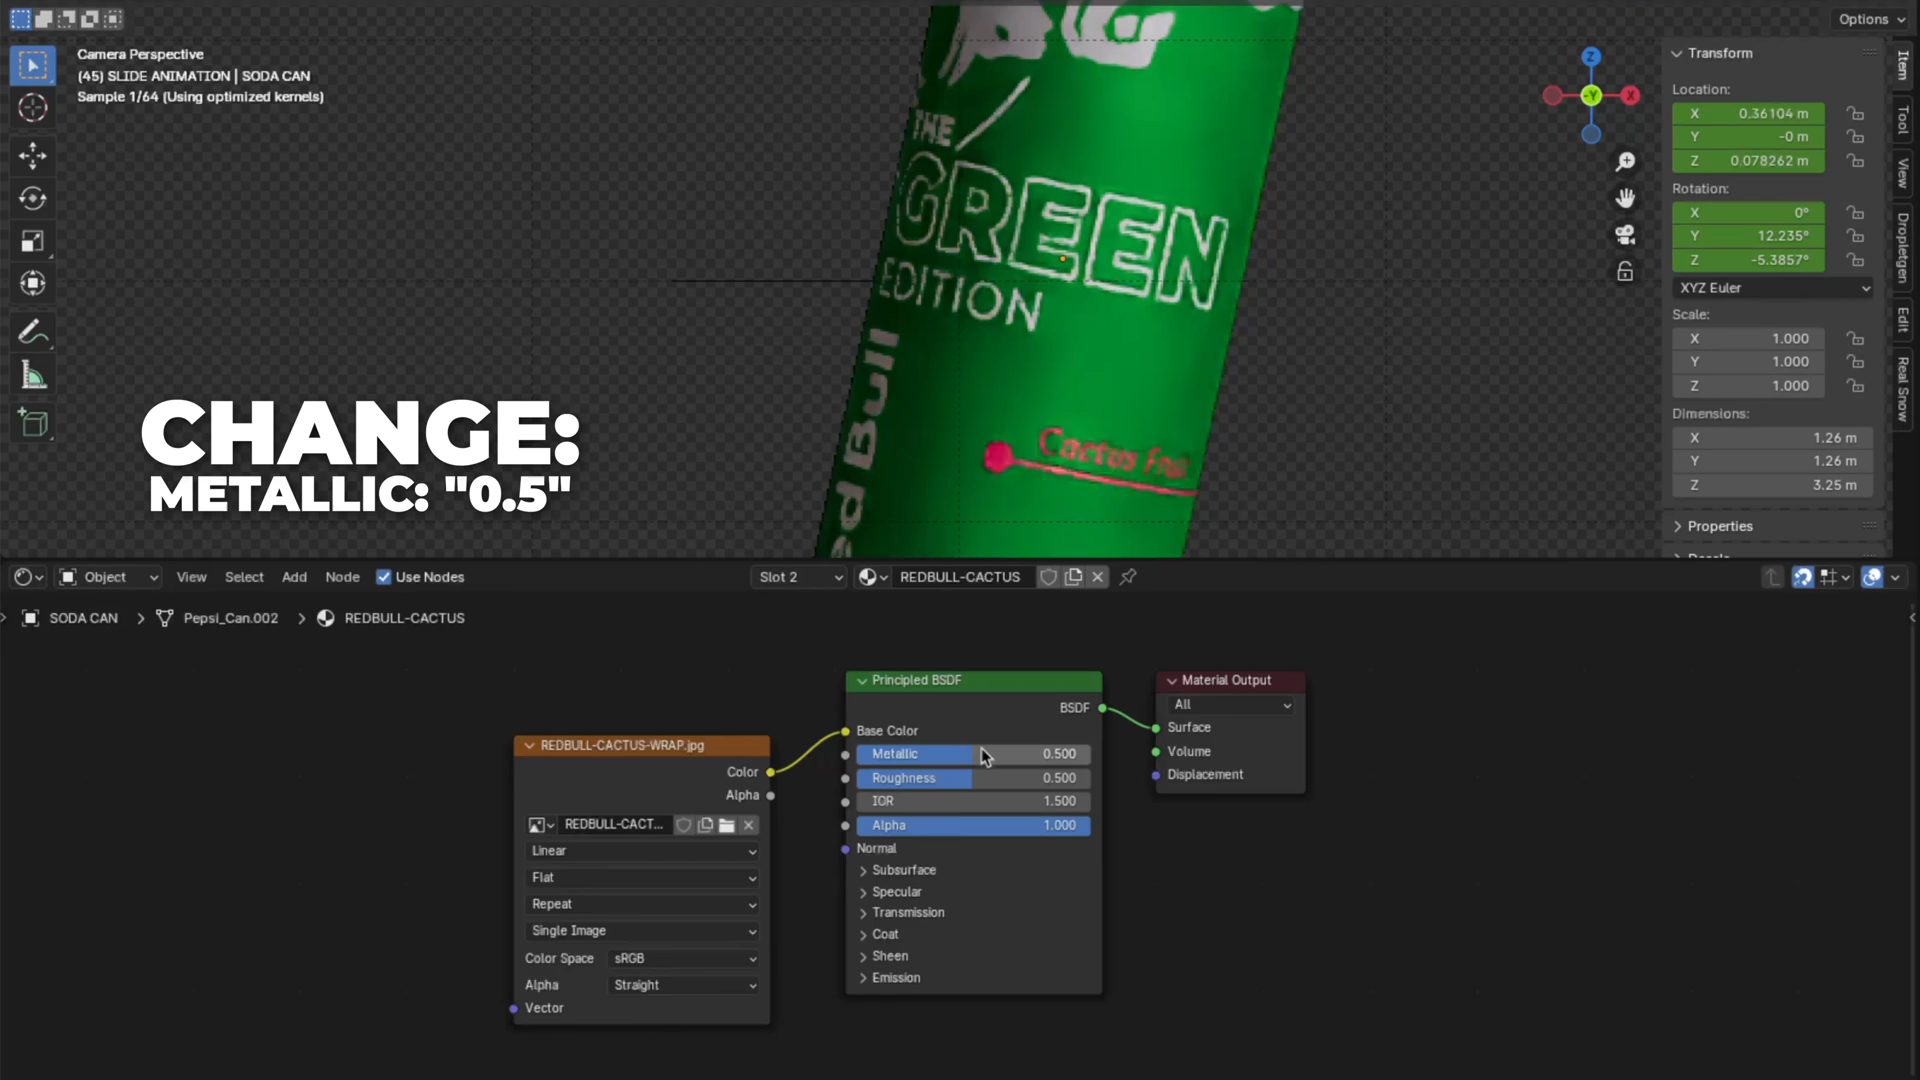 Options
Camera Perspective
(45) SLIDE ANIMATION | SODA CAN
Sample 1/64 (Using optimized kernels)
THE
GREEN
EDITION
ed Bull
ed
Cactus Fruit
CHANGE:
METALLIC: "0.5"
Z
-Y
X
Transform
Location:
X 0.36104 m
Y -0 m
Z 0.078262 m
Rotation:
X 0°
Y 12.235°
Z -5.3857°
XYZ Euler
Scale:
X 1.000
Y 1.000
Z 1.000
Dimensions:
X 1.26 m
Y 1.26 m
Z 3.25 m
Properties
Item
Tool
View
Dropletgen
Edit
Real Snow
Object
View
Select
Add
Node
Use Nodes
Slot 2
REDBULL-CACTUS
SODA CAN > Pepsi_Can.002 > REDBULL-CACTUS
REDBULL-CACTUS-WRAP.jpg
Color
Alpha
REDBULL-CACT...
Linear
Flat
Repeat
Single Image
Color Space sRGB
Alpha Straight
Vector
Principled BSDF
BSDF
Base Color
Metallic 0.500
Roughness 0.500
IOR 1.500
Alpha 1.000
Normal
Subsurface
Specular
Transmission
Coat
Sheen
Emission
Material Output
All
Surface
Volume
Displacement